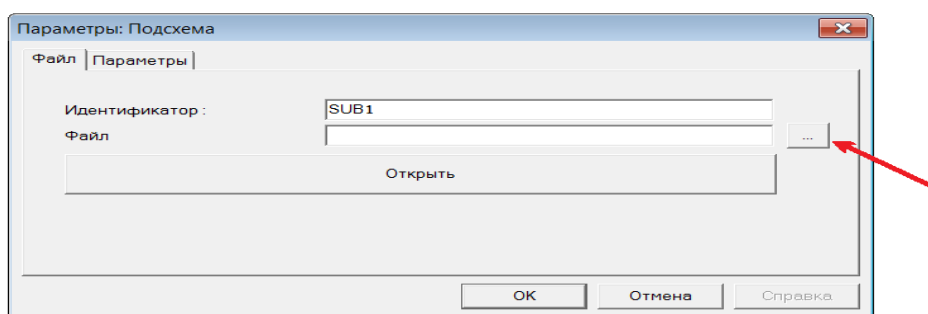 Параметры: Подсхема
Файл Параметры
Идентификатор: SUB1
Файл ...
Открыть
OK Отмена Справка